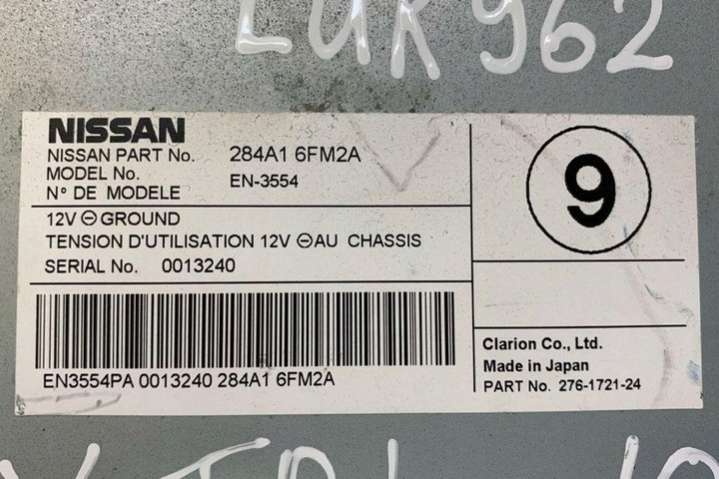 LUR962
NISSAN
NISSAN PART No. 284A1 6FM2A
MODEL No.
N° DE MODELE EN-3554
12V ⊖ GROUND
TENSION D'UTILISATION 12V ⊖ AU CHASSIS
SERIAL No. 0013240
EN3554PA 0013240 284A1 6FM2A
9
Clarion Co., Ltd.
Made in Japan
PART No. 276-1721-24